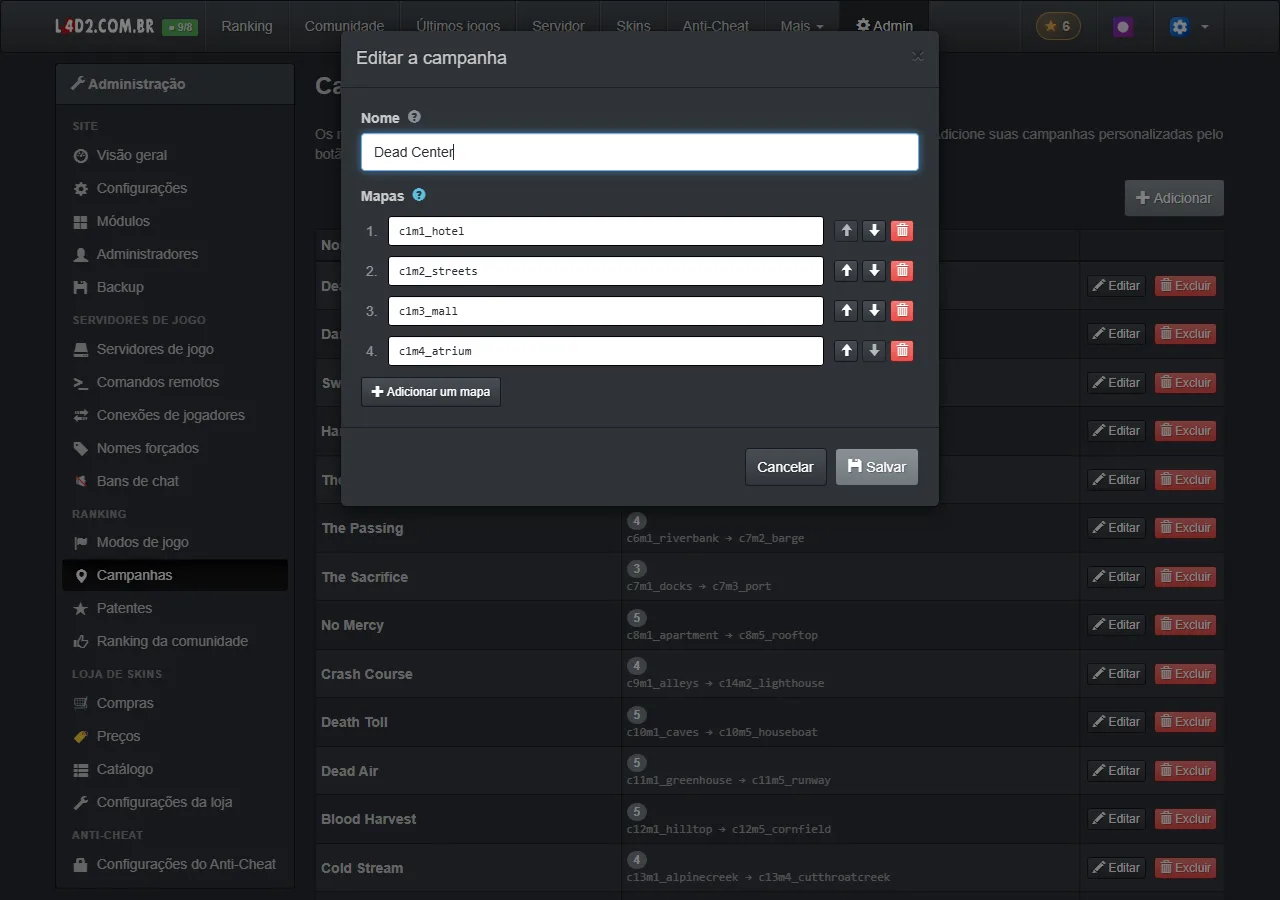 L4D2.COM.BR 9/8 Ranking Comunidade Últimos jogos Servidor Skins Anti-Cheat Mais Admin 6
Administração
SITE
Visão geral
Configurações
Módulos
Administradores
Backup
SERVIDORES DE JOGO
Servidores de jogo
Comandos remotos
Conexões de jogadores
Nomes forçados
Bans de chat
RANKING
Modos de jogo
Campanhas
Patentes
Ranking da comunidade
LOJA DE SKINS
Compras
Preços
Catálogo
Configurações da loja
ANTI-CHEAT
Configurações do Anti-Cheat
Editar a campanha ×
Nome ?
Dead Center
Mapas ?
1. c1m1_hotel
2. c1m2_streets
3. c1m3_mall
4. c1m4_atrium
Adicionar um mapa
Cancelar Salvar
Adicione suas campanhas personalizadas pelo
Adicionar
Editar Excluir
Editar Excluir
Editar Excluir
Editar Excluir
Editar Excluir
The Passing 4 c6m1_riverbank → c7m2_barge Editar Excluir
The Sacrifice 3 c7m1_docks → c7m3_port Editar Excluir
No Mercy 5 c8m1_apartment → c8m5_rooftop Editar Excluir
Crash Course 4 c9m1_alleys → c14m2_lighthouse Editar Excluir
Death Toll 5 c10m1_caves → c10m5_houseboat Editar Excluir
Dead Air 5 c11m1_greenhouse → c11m5_runway Editar Excluir
Blood Harvest 5 c12m1_hilltop → c12m5_cornfield Editar Excluir
Cold Stream 4 c13m1_alpinecreek → c13m4_cutthroatcreek Editar Excluir